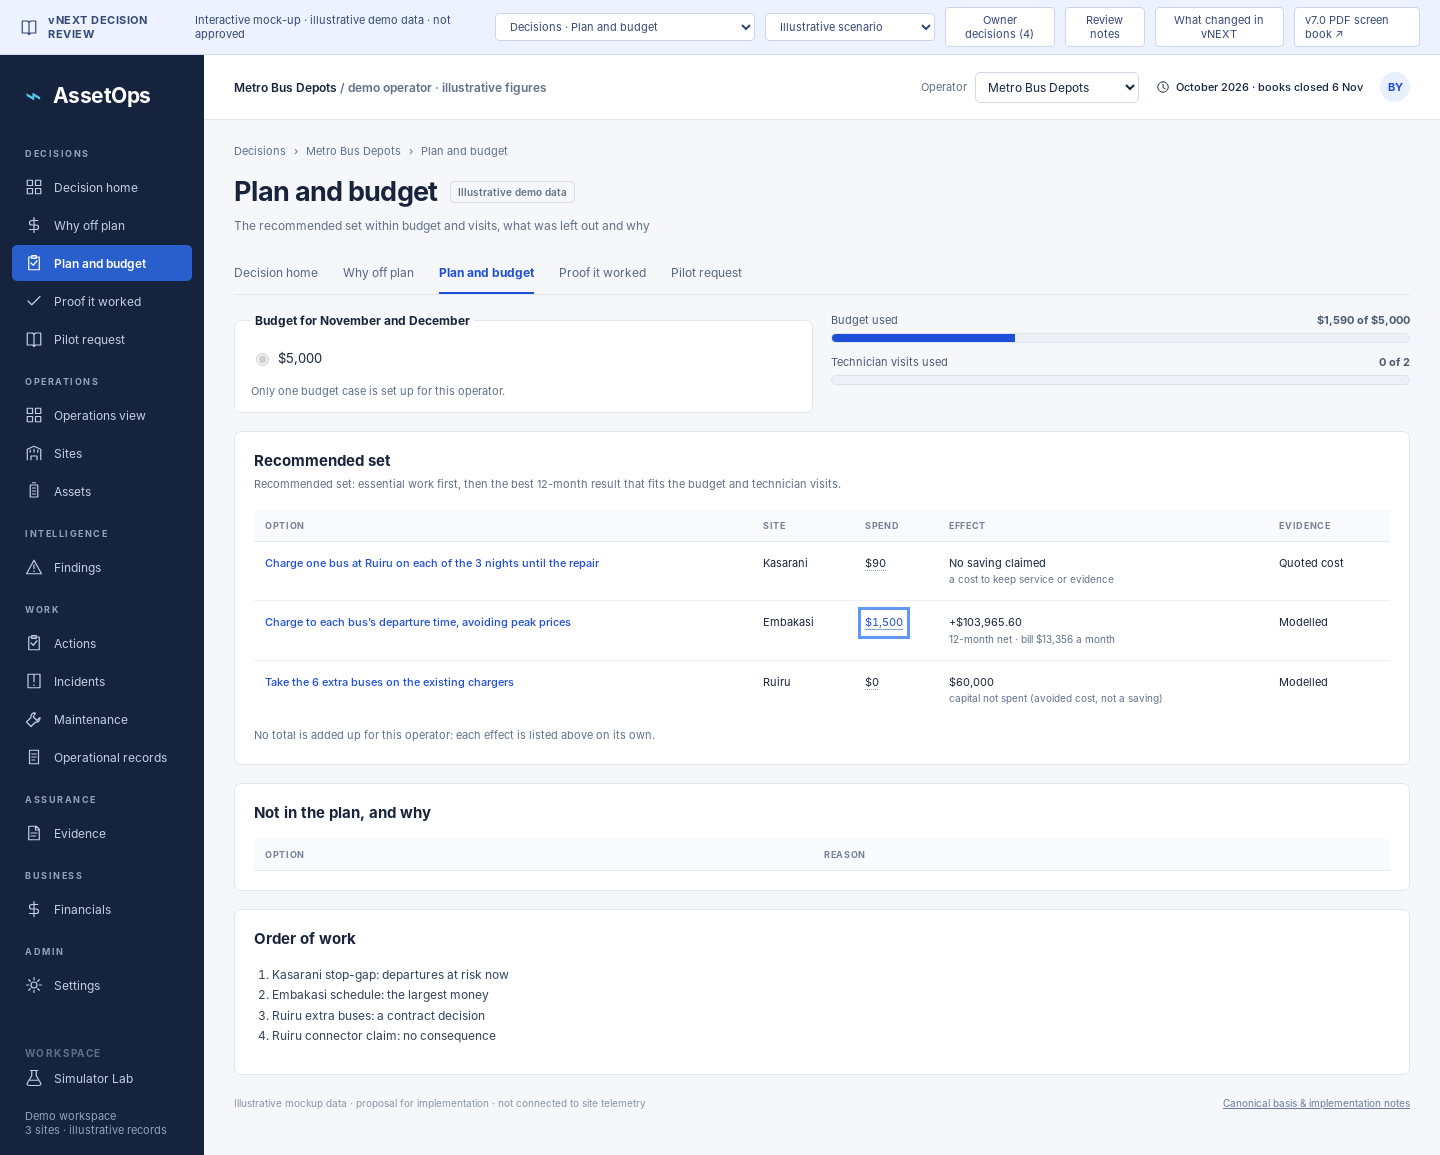 vNEXT DECISION
REVIEW
Interactive mock-up · illustrative demo data · not
approved
Decisions · Plan and budget
Illustrative scenario
Owner
decisions (4)
Review
notes
What changed in
vNEXT
v7.0 PDF screen
book ↗
AssetOps
DECISIONS
Decision home
Why off plan
Plan and budget
Proof it worked
Pilot request
OPERATIONS
Operations view
Sites
Assets
INTELLIGENCE
Findings
WORK
Actions
Incidents
Maintenance
Operational records
ASSURANCE
Evidence
BUSINESS
Financials
ADMIN
Settings
WORKSPACE
Simulator Lab
Demo workspace
3 sites · illustrative records
Metro Bus Depots / demo operator · illustrative figures
Operator
Metro Bus Depots
October 2026 · books closed 6 Nov
BY
Decisions › Metro Bus Depots › Plan and budget
Plan and budget
Illustrative demo data
The recommended set within budget and visits, what was left out and why
Decision home
Why off plan
Plan and budget
Proof it worked
Pilot request
Budget for November and December
$5,000
Only one budget case is set up for this operator.
Budget used
$1,590 of $5,000
Technician visits used
0 of 2
Recommended set
Recommended set: essential work first, then the best 12-month result that fits the budget and technician visits.
OPTION SITE SPEND EFFECT EVIDENCE
Charge one bus at Ruiru on each of the 3 nights until the repair Kasarani $90 No saving claimed Quoted cost
a cost to keep service or evidence
Charge to each bus's departure time, avoiding peak prices Embakasi $1,500 +$103,965.60 Modelled
12-month net · bill $13,356 a month
Take the 6 extra buses on the existing chargers Ruiru $0 $60,000 Modelled
capital not spent (avoided cost, not a saving)
No total is added up for this operator: each effect is listed above on its own.
Not in the plan, and why
OPTION REASON
Order of work
1. Kasarani stop-gap: departures at risk now
2. Embakasi schedule: the largest money
3. Ruiru extra buses: a contract decision
4. Ruiru connector claim: no consequence
Illustrative mockup data · proposal for implementation · not connected to site telemetry
Canonical basis & implementation notes